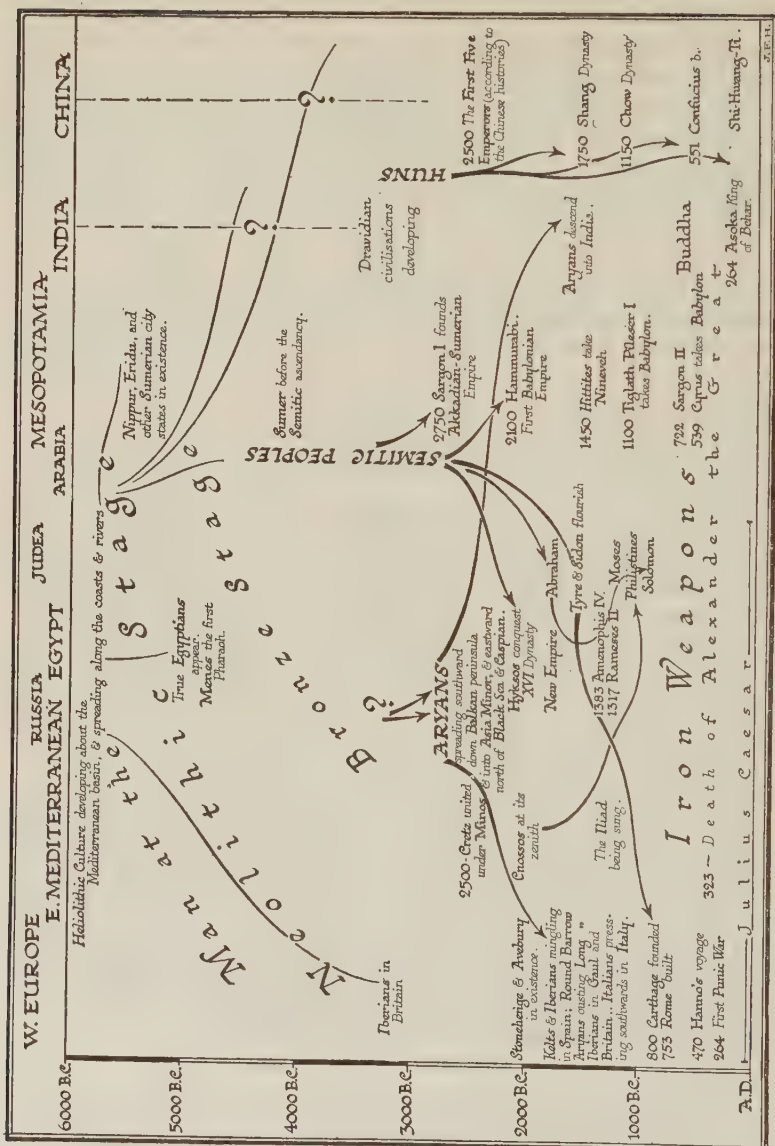 W. EUROPE
RUSSIA
JUDEA
MESOPOTAMIA
E. MEDITERRANEAN
EGYPT
ARABIA
INDIA
CHINA
6000 B.C.
5000 B.C.
4000 B.C.
3000 B.C.
2000 B.C.
1000 B.C.
A.D.
Heliolithic Culture developing about the
Mediterranean basin, & spreading along the coasts & rivers
Man at the
Neolithic Stage
Bronze Stage
Iberians in
Britain
True Egyptians
appear.
Menes the first
Pharaoh.
Nippur, Eridu, and
other Sumerian city
states in existence.
Sumer before the
Semitic ascendancy.
?
?
Dravidian
civilisations
developing
SEMITIC PEOPLES
HUNS
?
ARYANS
spreading southward
down Balkan peninsula
& into Asia Minor, & eastward
north of Black Sea & Caspian.
2500 - Crete united
under Minos
2750 Sargon I founds
Akkadian-Sumerian
Empire
2500 The First Five
Emperors (according to
the Chinese histories)
Stonehenge & Avebury
in existence.
Cnossos at its
zenith
Hyksos conquest
XVI Dynasty
2100 Hammurabi..
First Babylonian
Empire
Aryans descend
into India..
1750 Shang Dynasty
Kelts & Iberians mingling
in Spain; Round Barrow
Aryans ousting Long "
Iberians in Gaul and
Britain.. Italians press-
ing southwards in Italy.
New Empire
Abraham
Tyre & Sidon flourish
1450 Hittites take
Nineveh
1383 Amenophis IV.
1317 Rameses II
Moses
Philistines
Solomon
The Iliad
being sung.
1100 Tiglath Pileser I
takes Babylon.
1150 Chow Dynasty
800 Carthage founded
753 Rome built
Iron Weapons
722 Sargon II
539 Cyrus takes Babylon
Buddha
551 Confucius b.
470 Hanno's voyage
264 First Punic War
323 - Death of Alexander the Great
264 Asoka King
of Behar.
Shi-Hwang-Ti.
Julius Caesar
J.F.H.